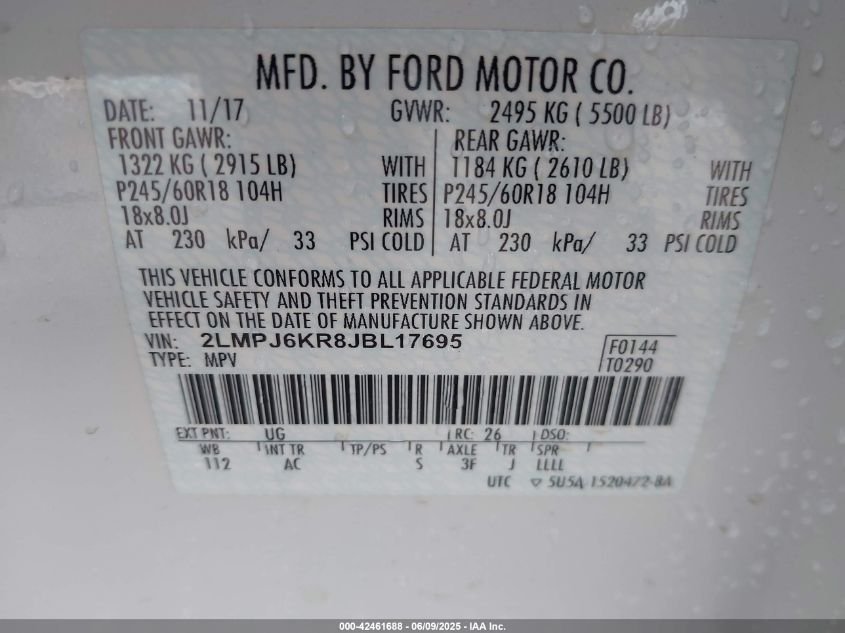 MFD. BY FORD MOTOR CO.
DATE: 11/17 GVWR: 2495 KG ( 5500 LB)
FRONT GAWR: REAR GAWR:
1322 KG ( 2915 LB) WITH 1184 KG ( 2610 LB) WITH
P245/60R18 104H TIRES P245/60R18 104H TIRES
18x8.0J RIMS 18x8.0J RIMS
AT 230 kPa/ 33 PSI COLD AT 230 kPa/ 33 PSI COLD
THIS VEHICLE CONFORMS TO ALL APPLICABLE FEDERAL MOTOR
VEHICLE SAFETY AND THEFT PREVENTION STANDARDS IN
EFFECT ON THE DATE OF MANUFACTURE SHOWN ABOVE.
VIN: 2LMPJ6KR8JBL17695 F0144
TYPE: MPV T0290
EXT PNT: UG RC: 26 DSO:
WB INT TR TP/PS R AXLE TR SPR
112 AC S 3F J LLLL
UTC ▽ 5U5A-1520472-BA
000-42461688 - 06/09/2025 - IAA Inc.